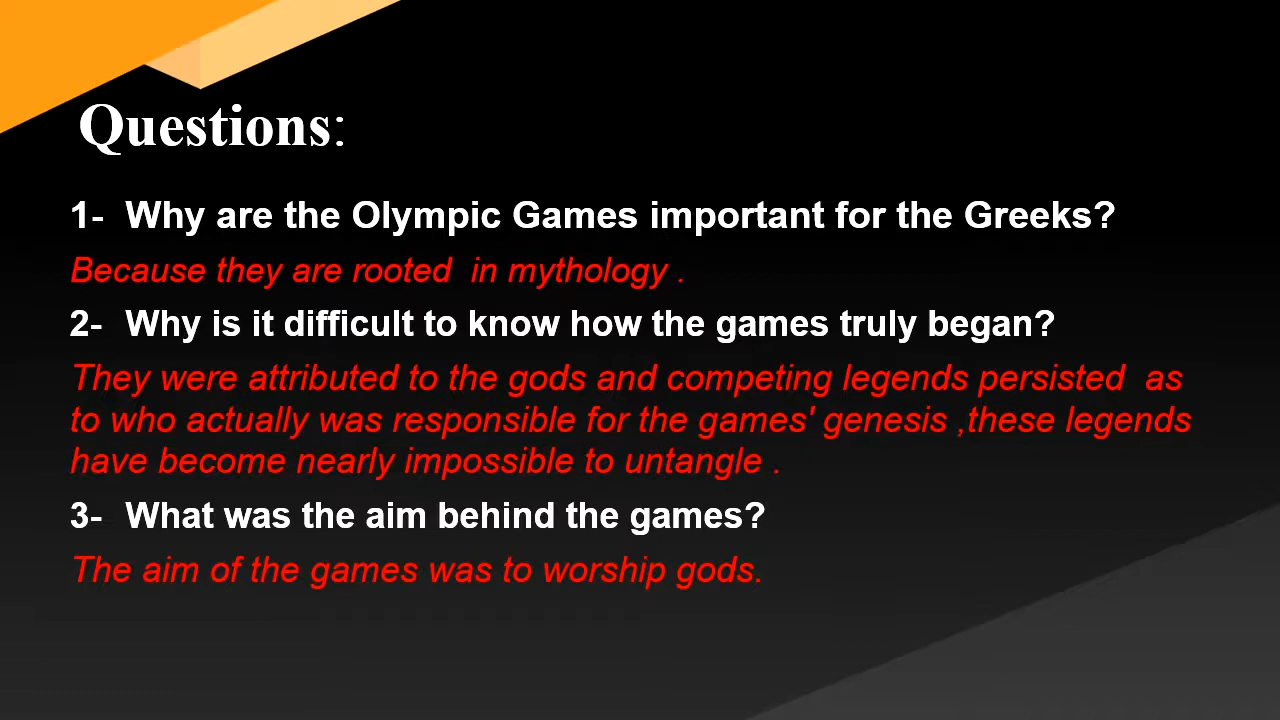 Questions:
1- Why are the Olympic Games important for the Greeks?
Because they are rooted  in mythology .
2- Why is it difficult to know how the games truly began?
They were attributed to the gods and competing legends persisted  as
to who actually was responsible for the games' genesis ,these legends
have become nearly impossible to untangle .
3- What was the aim behind the games?
The aim of the games was to worship gods.